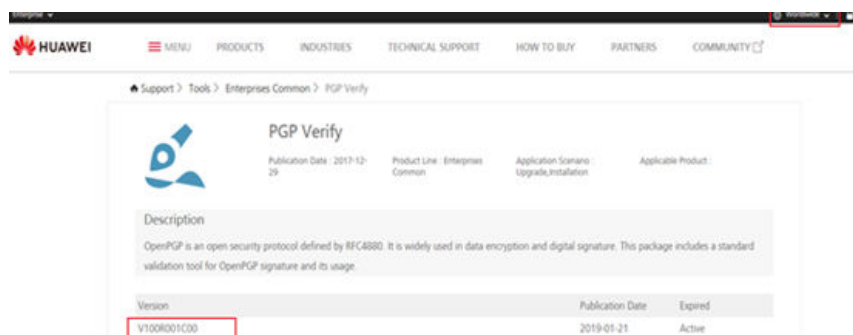 Enterprise
Worldwide
HUAWEI
MENU PRODUCTS INDUSTRIES TECHNICAL SUPPORT HOW TO BUY PARTNERS COMMUNITY
Support > Tools > Enterprises Common > PGP Verify
PGP Verify
Publication Date : 2017-12-
29
Product Line : Enterprises
Common
Application Scenario :
Upgrade,Installation
Applicable Product :
Description
OpenPGP is an open security protocol defined by RFC4880. It is widely used in data encryption and digital signature. This package includes a standard
validation tool for OpenPGP signature and its usage.
Version Publication Date Expired
V100R001C00 2019-01-21 Active